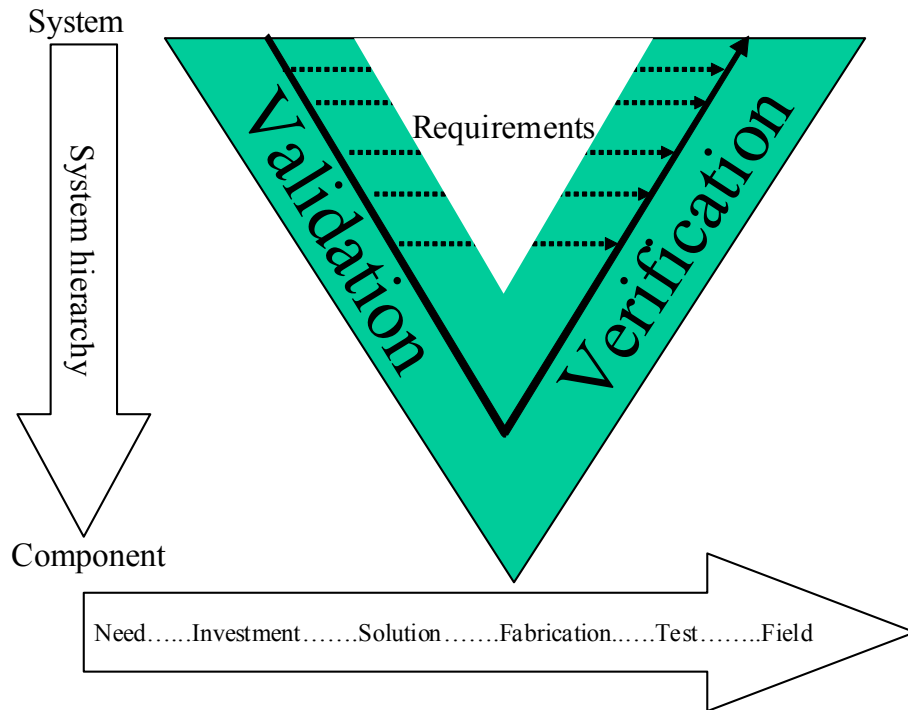 System
Requirements
Validation
Verification
System hierarchy
Component
Need…...Investment…….Solution…….Fabrication..….Test……..Field